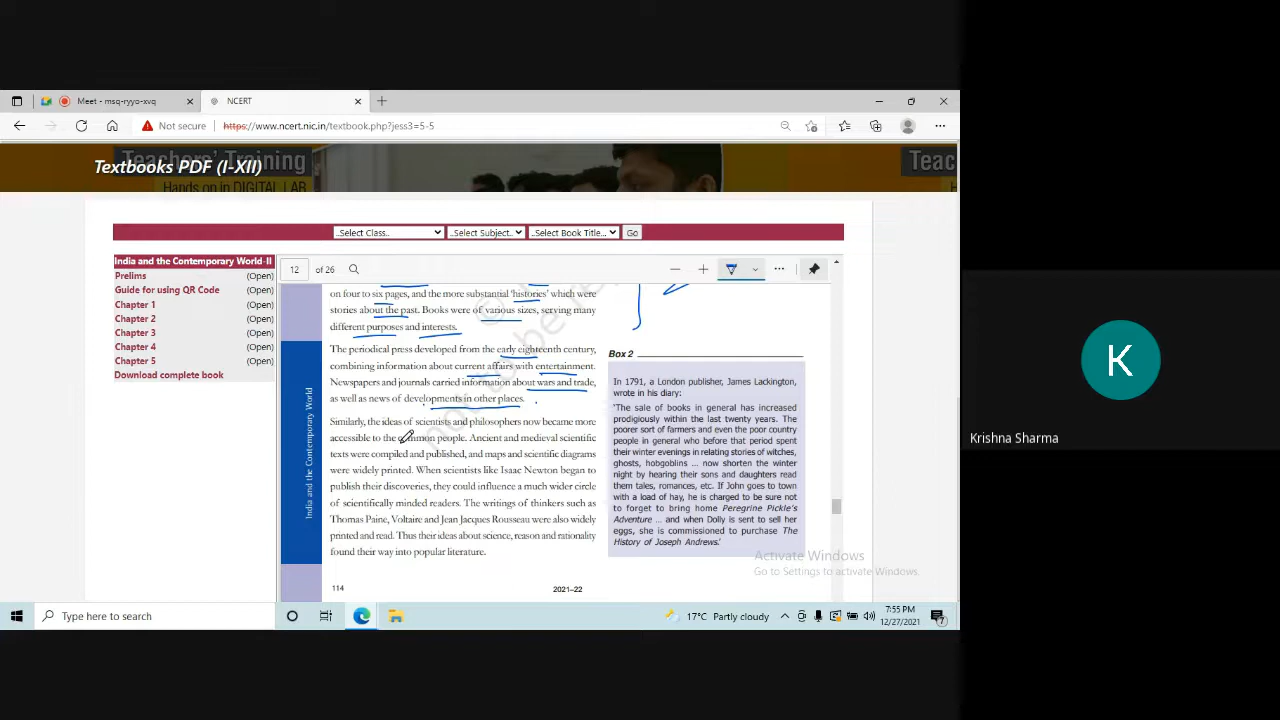 Meet - msq-ryyo-xvq
NCERT
Not secure
https://www.ncert.nic.in/textbook.php?jess3=5-5
Teachers' Training
Hands on in DIGITAL LAB
Textbooks PDF (I-XII)
Teac
Hands
..Select Class..
..Select Subject..
..Select Book Title...
Go
India and the Contemporary World-II
Prelims (Open)
Guide for using QR Code (Open)
Chapter 1 (Open)
Chapter 2 (Open)
Chapter 3 (Open)
Chapter 4 (Open)
Chapter 5 (Open)
Download complete book
12 of 26
on four to six pages, and the more substantial 'histories' which were
stories about the past. Books were of various sizes, serving many
different purposes and interests.
The periodical press developed from the early eighteenth century,
combining information about current affairs with entertainment.
Newspapers and journals carried information about wars and trade,
as well as news of developments in other places.
Similarly, the ideas of scientists and philosophers now became more
accessible to the common people. Ancient and medieval scientific
texts were compiled and published, and maps and scientific diagrams
were widely printed. When scientists like Isaac Newton began to
publish their discoveries, they could influence a much wider circle
of scientifically minded readers. The writings of thinkers such as
Thomas Paine, Voltaire and Jean Jacques Rousseau were also widely
printed and read. Thus their ideas about science, reason and rationality
found their way into popular literature.
India and the Contemporary World
Box 2
In 1791, a London publisher, James Lackington,
wrote in his diary:
'The sale of books in general has increased
prodigiously within the last twenty years. The
poorer sort of farmers and even the poor country
people in general who before that period spent
their winter evenings in relating stories of witches,
ghosts, hobgoblins ... now shorten the winter
night by hearing their sons and daughters read
them tales, romances, etc. If John goes to town
with a load of hay, he is charged to be sure not
to forget to bring home Peregrine Pickle's
Adventure ... and when Dolly is sent to sell her
eggs, she is commissioned to purchase The
History of Joseph Andrews.'
114
2021–22
not to be re
Activate Windows
Go to Settings to activate Windows.
Type here to search
17°C Partly cloudy
7:55 PM
12/27/2021
7
K
Krishna Sharma